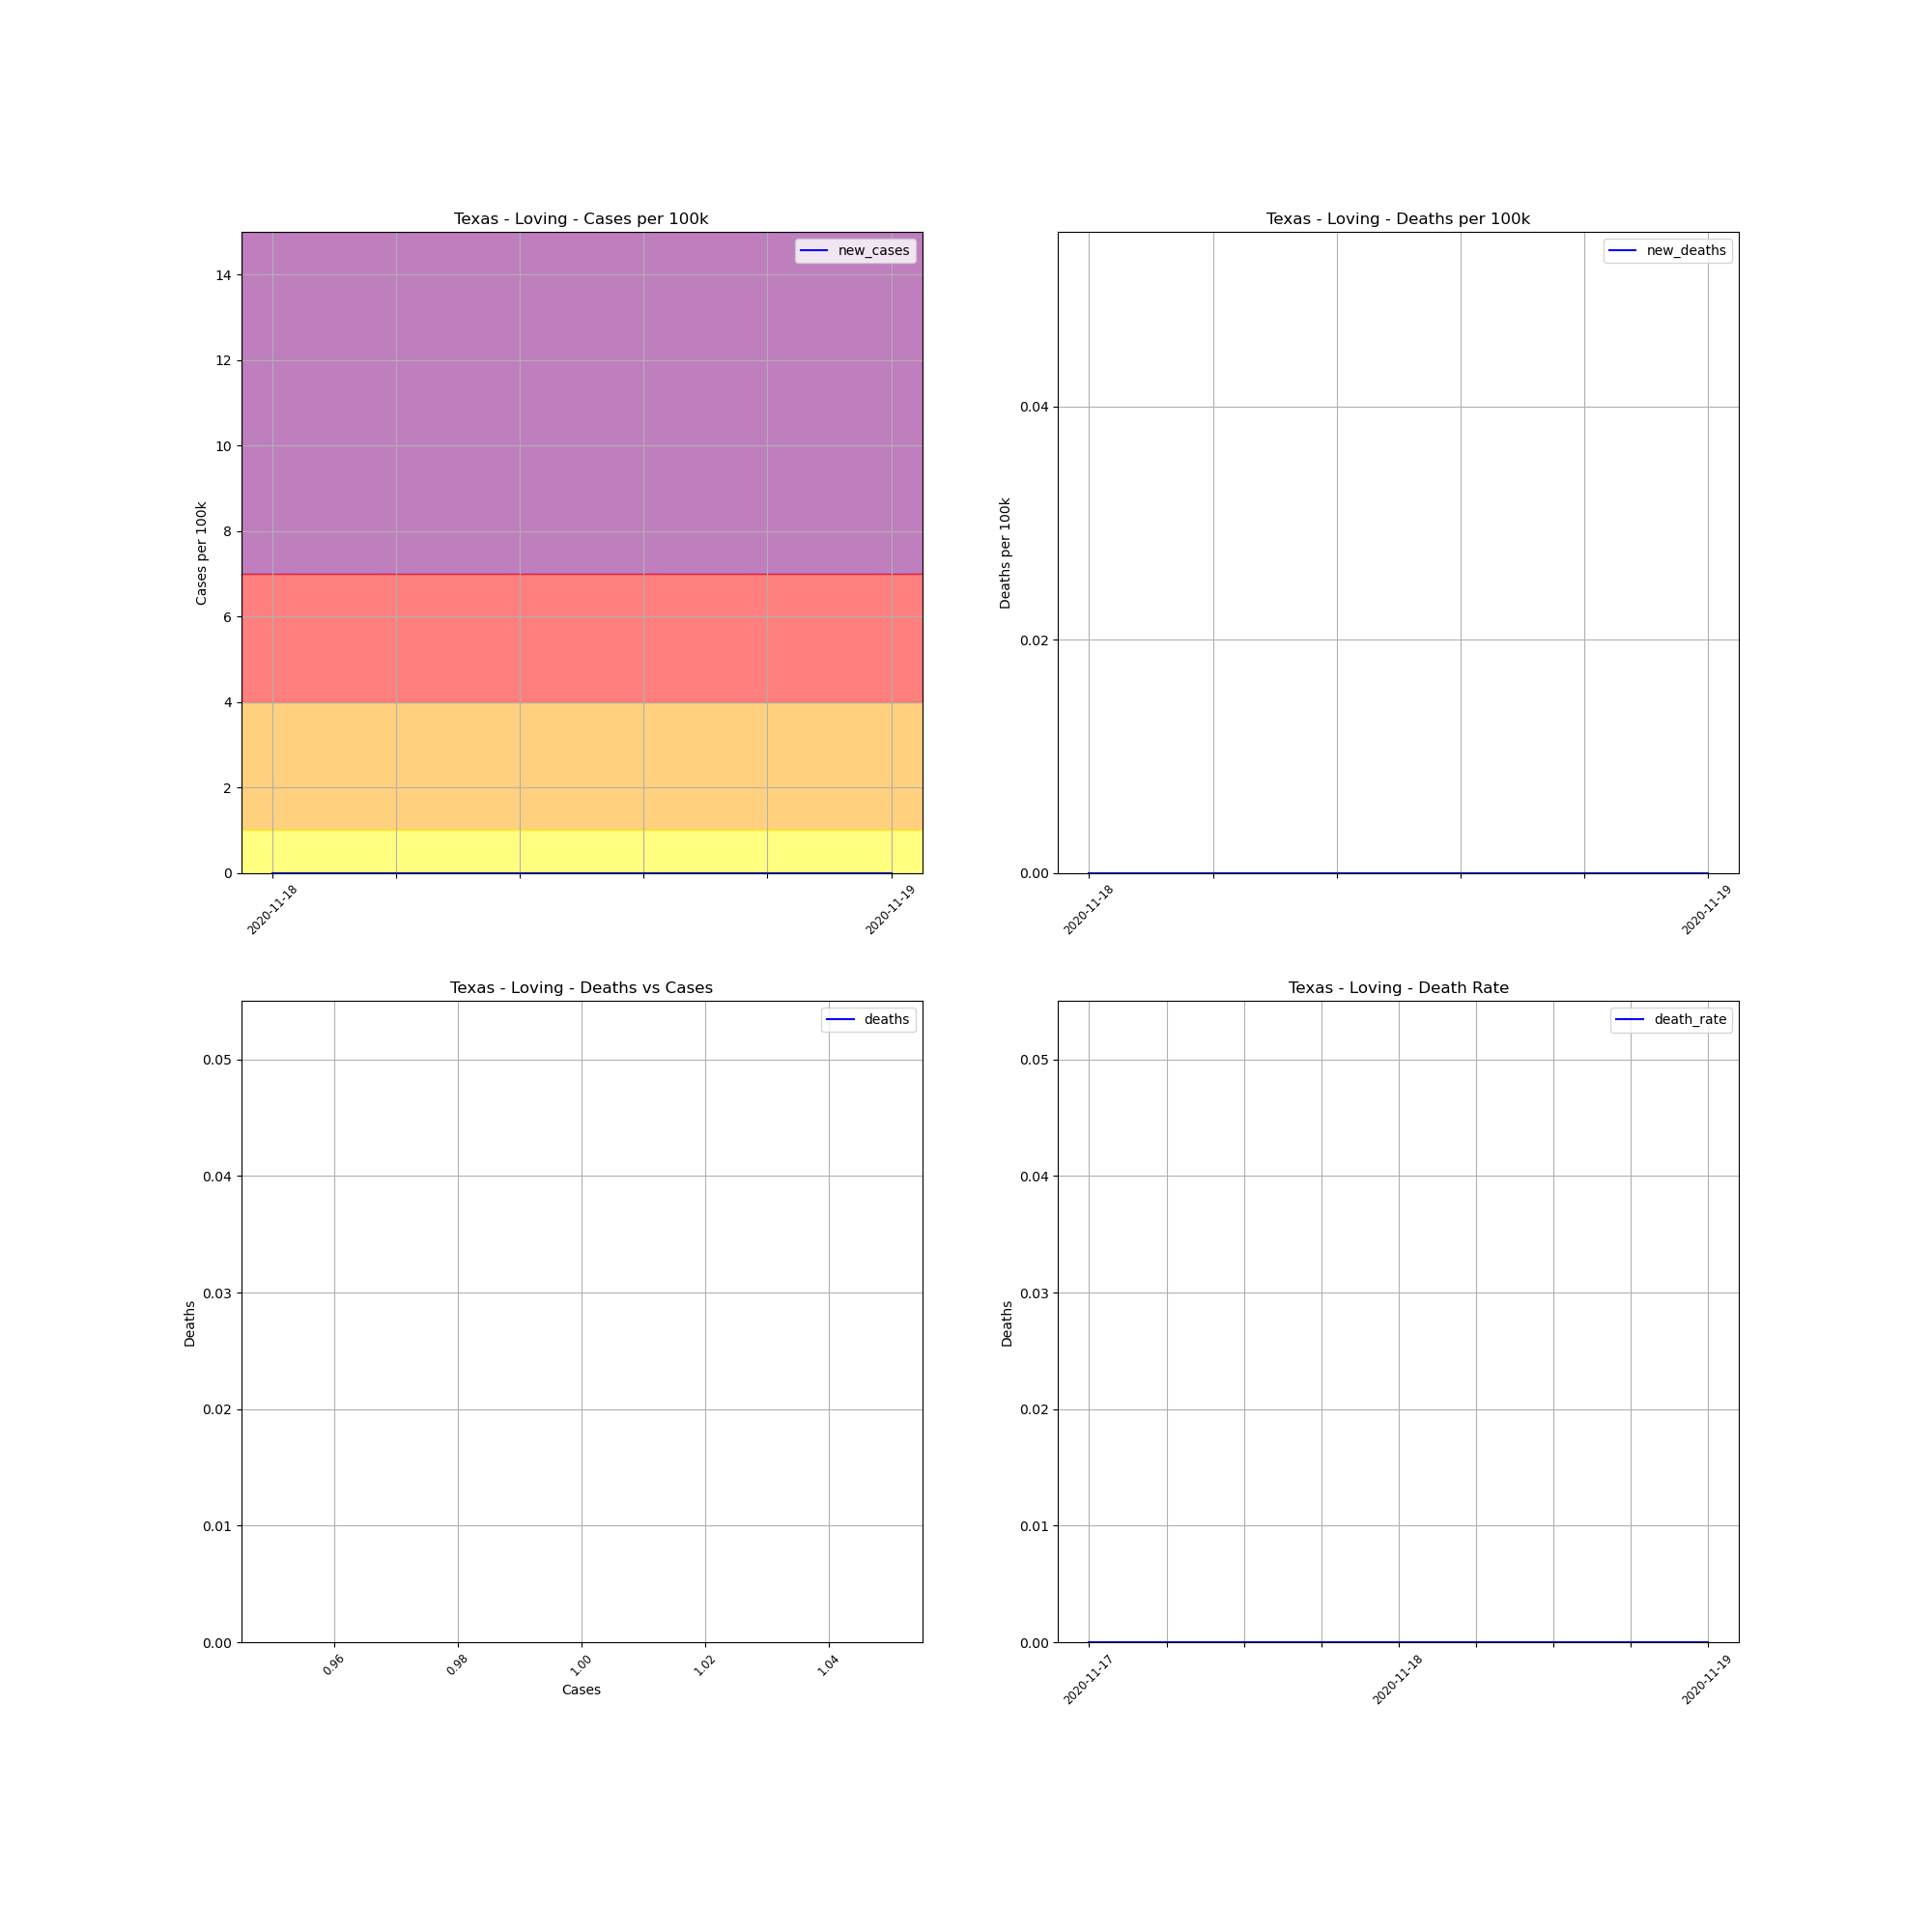 Texas - Loving - Cases per 100k
new_cases
14
12
10
8
6
4
2
0
Cases per 100k
2020-11-18
2020-11-19
Texas - Loving - Deaths per 100k
new_deaths
0.04
0.02
0.00
Deaths per 100k
2020-11-18
2020-11-19
Texas - Loving - Deaths vs Cases
deaths
0.05
0.04
0.03
0.02
0.01
0.00
Deaths
0.96
0.98
1.00
1.02
1.04
Cases
Texas - Loving - Death Rate
death_rate
0.05
0.04
0.03
0.02
0.01
0.00
Deaths
2020-11-17
2020-11-18
2020-11-19